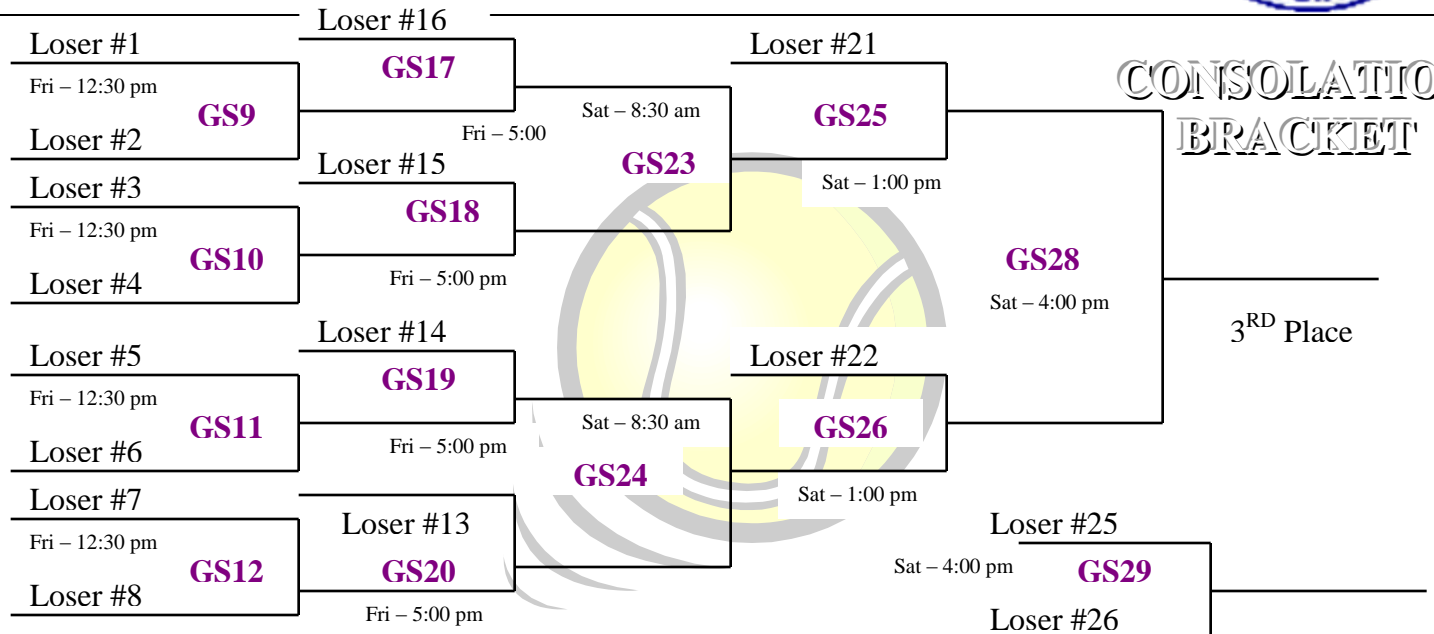 Loser #16
Loser #1
Loser #21
GS17
CONSOLATIO
Fri – 12:30 pm
Sat – 8:30 am
GS9
GS25
Fri – 5:00
BRACKET
Loser #2
Loser #15
GS23
Sat – 1:00 pm
Loser #3
GS18
Fri – 12:30 pm
GS10
GS28
Fri – 5:00 pm
Loser #4
Sat – 4:00 pm
Loser #14
3RD Place
Loser #5
Loser #22
GS19
Fri – 12:30 pm
Sat – 8:30 am
GS11
GS26
Fri – 5:00 pm
Loser #6
GS24
Sat – 1:00 pm
Loser #7
Loser #13
Loser #25
Fri – 12:30 pm
Sat – 4:00 pm
GS12
GS20
GS29
Loser #8
Fri – 5:00 pm
Loser #26